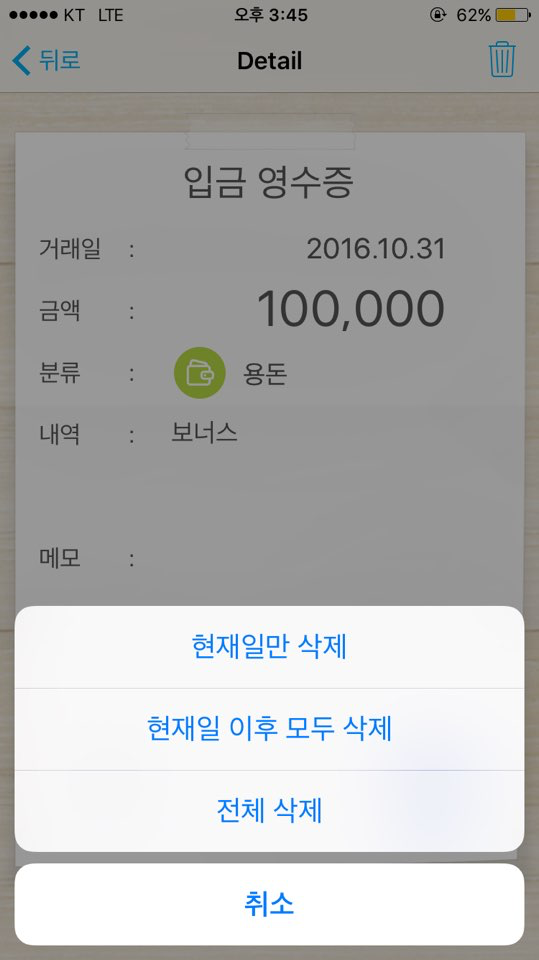 KT LTE 오후 3:45 62%
뒤로 Detail
입금 영수증
거래일 : 2016.10.31
금액 : 100,000
분류 : 용돈
내역 : 보너스
메모 :
현재일만 삭제
현재일 이후 모두 삭제
전체 삭제
취소